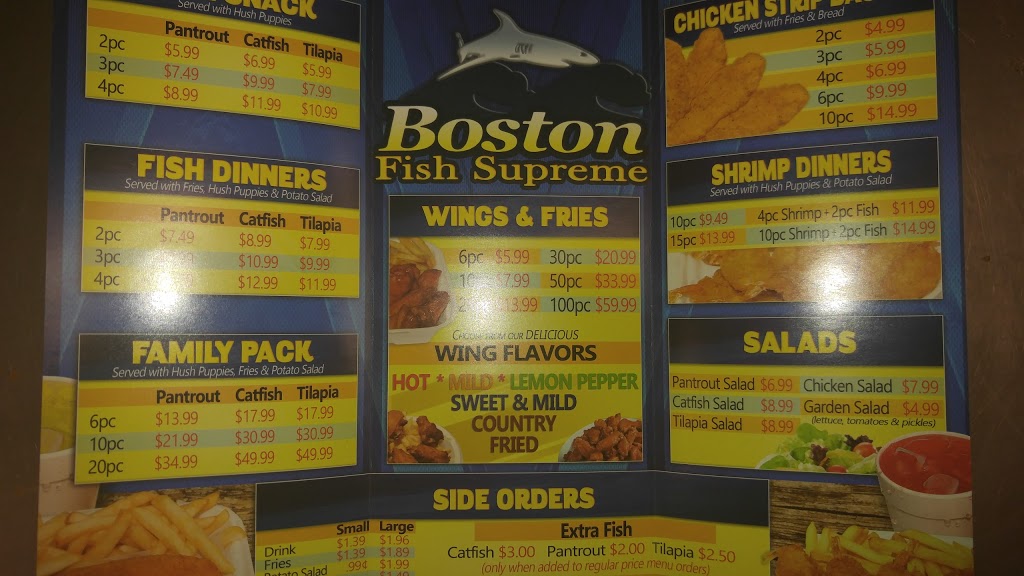 Served with Hush Puppies
Pantrout Catfish Tilapia
2pc $5.99 $6.99 $5.99
3pc $7.49 $9.99 $7.99
4pc $8.99 $11.99 $10.99
FISH DINNERS
Served with Fries, Hush Puppies & Potato Salad
Pantrout Catfish Tilapia
2pc $7.49 $8.99 $7.99
3pc $10.99 $9.99
4pc $12.99 $11.99
FAMILY PACK
Served with Hush Puppies, Fries & Potato Salad
Pantrout Catfish Tilapia
6pc $13.99 $17.99 $17.99
10pc $21.99 $30.99 $30.99
20pc $34.99 $49.99 $49.99
Boston
Fish Supreme
WINGS & FRIES
6pc $5.99 30pc $20.99
50pc $33.99
100pc $59.99
CHOOSE FROM OUR DELICIOUS
WING FLAVORS
HOT * MILD * LEMON PEPPER
SWEET & MILD
COUNTRY
FRIED
CHICKEN STRIP
Served with Fries & Bread
2pc $4.99
3pc $5.99
4pc $6.99
6pc $9.99
10pc $14.99
SHRIMP DINNERS
Served with Hush Puppies & Potato Salad
10pc $9.49 4pc Shrimp + 2pc Fish $11.99
15pc $13.99 10pc Shrimp + 2pc Fish $14.99
SALADS
Pantrout Salad $6.99 Chicken Salad $7.99
Catfish Salad $8.99 Garden Salad $4.99
Tilapia Salad $8.99 (lettuce, tomatoes & pickles)
SIDE ORDERS
Small Large
Drink $1.39 $1.96
Fries $1.39 $1.89
Potato Salad 99¢ $1.99
$1.49
Extra Fish
Catfish $3.00 Pantrout $2.00 Tilapia $2.50
(only when added to regular price menu orders)